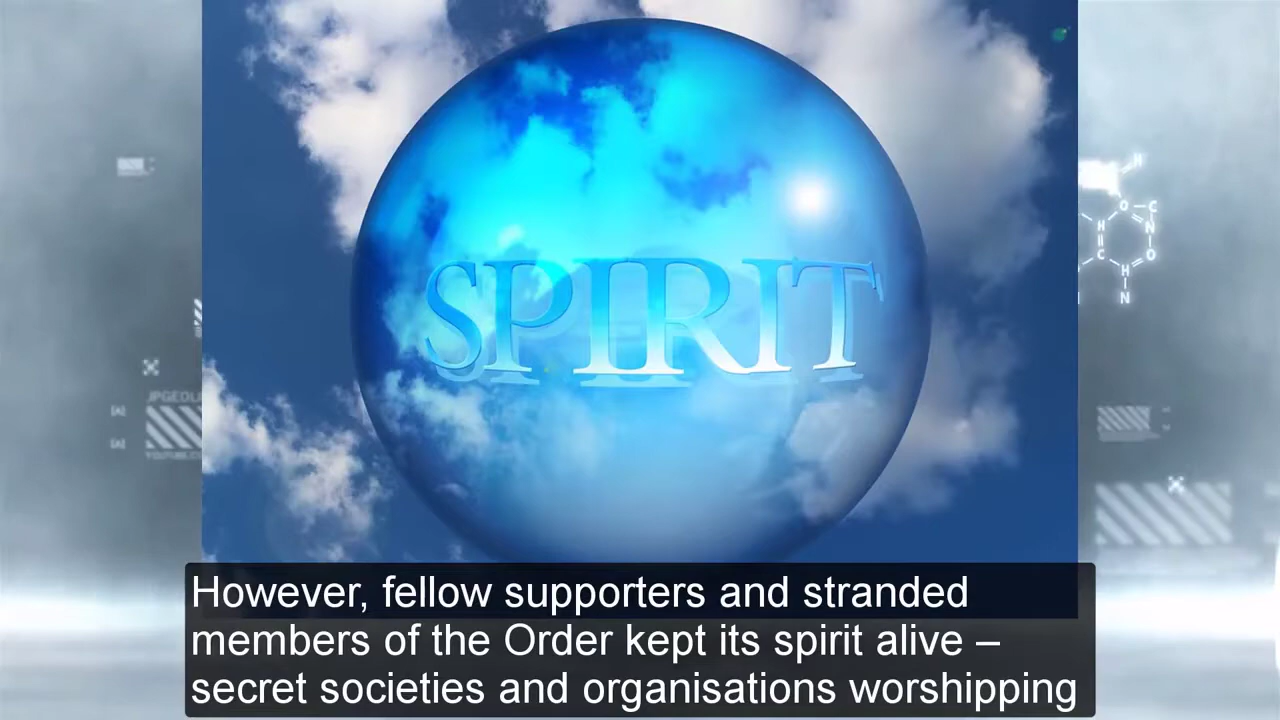 SPIRIT
However, fellow supporters and stranded
members of the Order kept its spirit alive –
secret societies and organisations worshipping